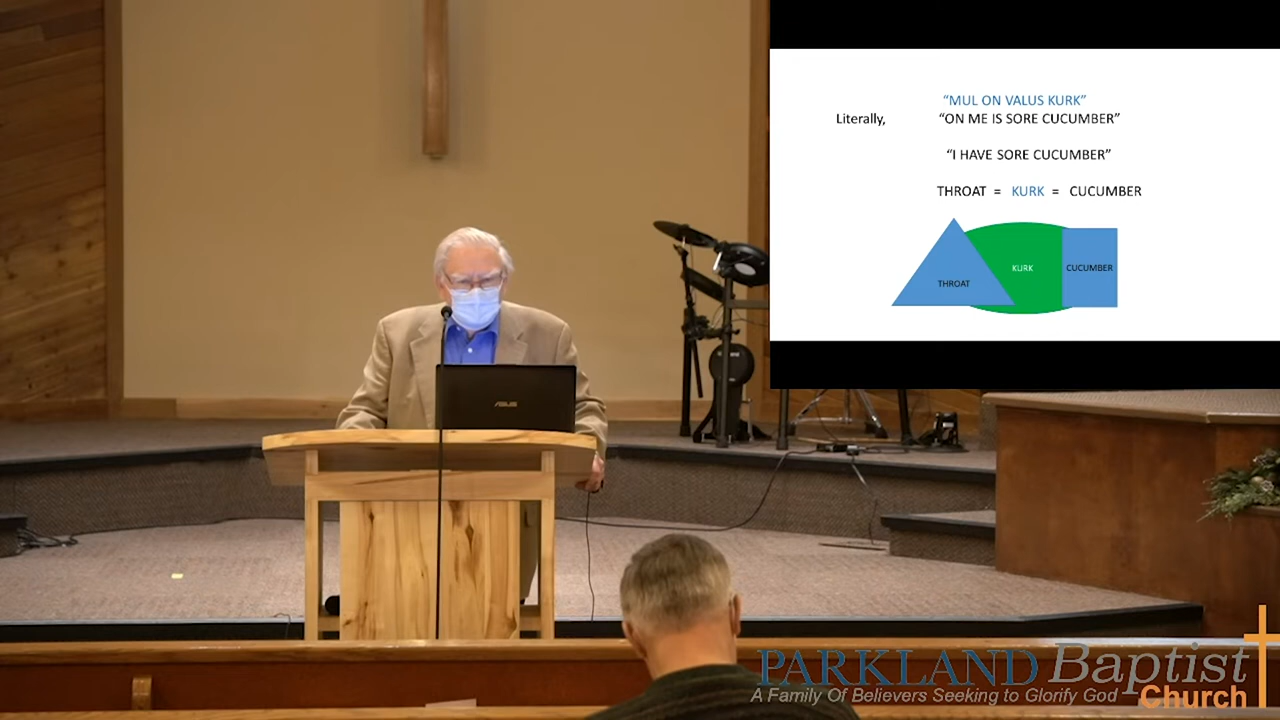 “MUL ON VALUS KURK”
Literally, “ON ME IS SORE CUCUMBER”
“I HAVE SORE CUCUMBER”
THROAT = KURK = CUCUMBER
THROAT KURK CUCUMBER
ASUS
PARKLAND Baptist
A Family Of Believers Seeking to Glorify God Church